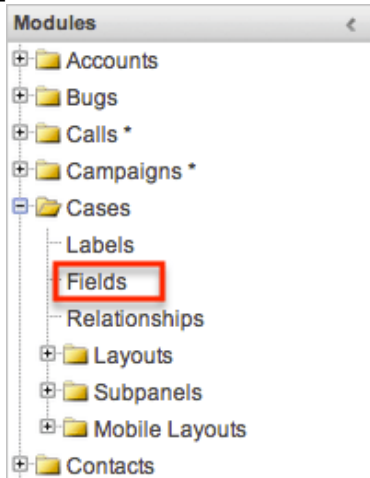 Modules
Accounts
Bugs
Calls *
Campaigns *
Cases
Labels
Fields
Relationships
Layouts
Subpanels
Mobile Layouts
Contacts